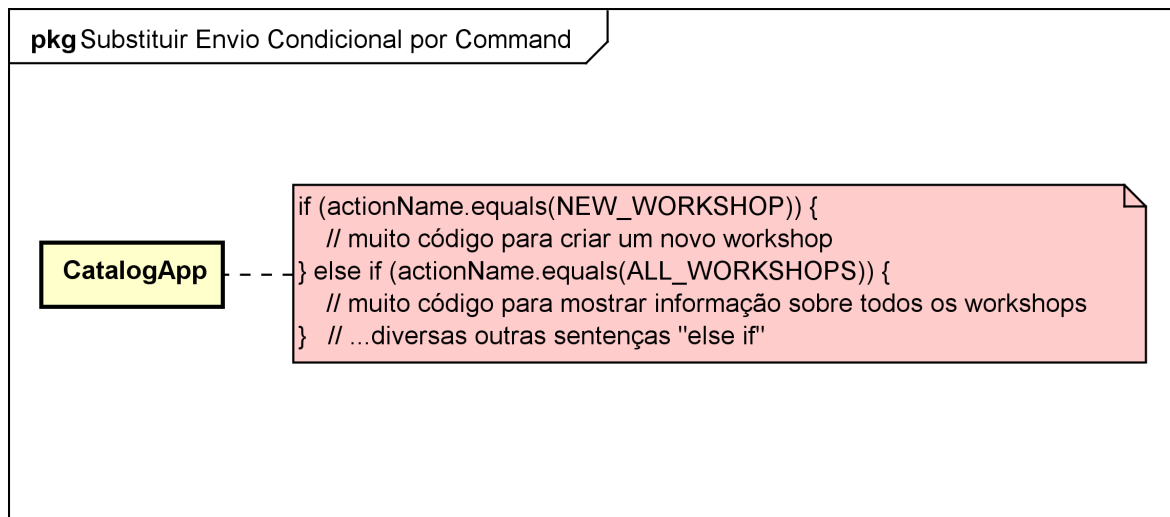 pkg Substituir Envio Condicional por Command
if (actionName.equals(NEW_WORKSHOP)) {
// muito código para criar um novo workshop
CatalogApp
} else if (actionName.equals(ALL_WORKSHOPS)) {
// muito código para mostrar informação sobre todos os workshops
} // ...diversas outras sentenças "else if"